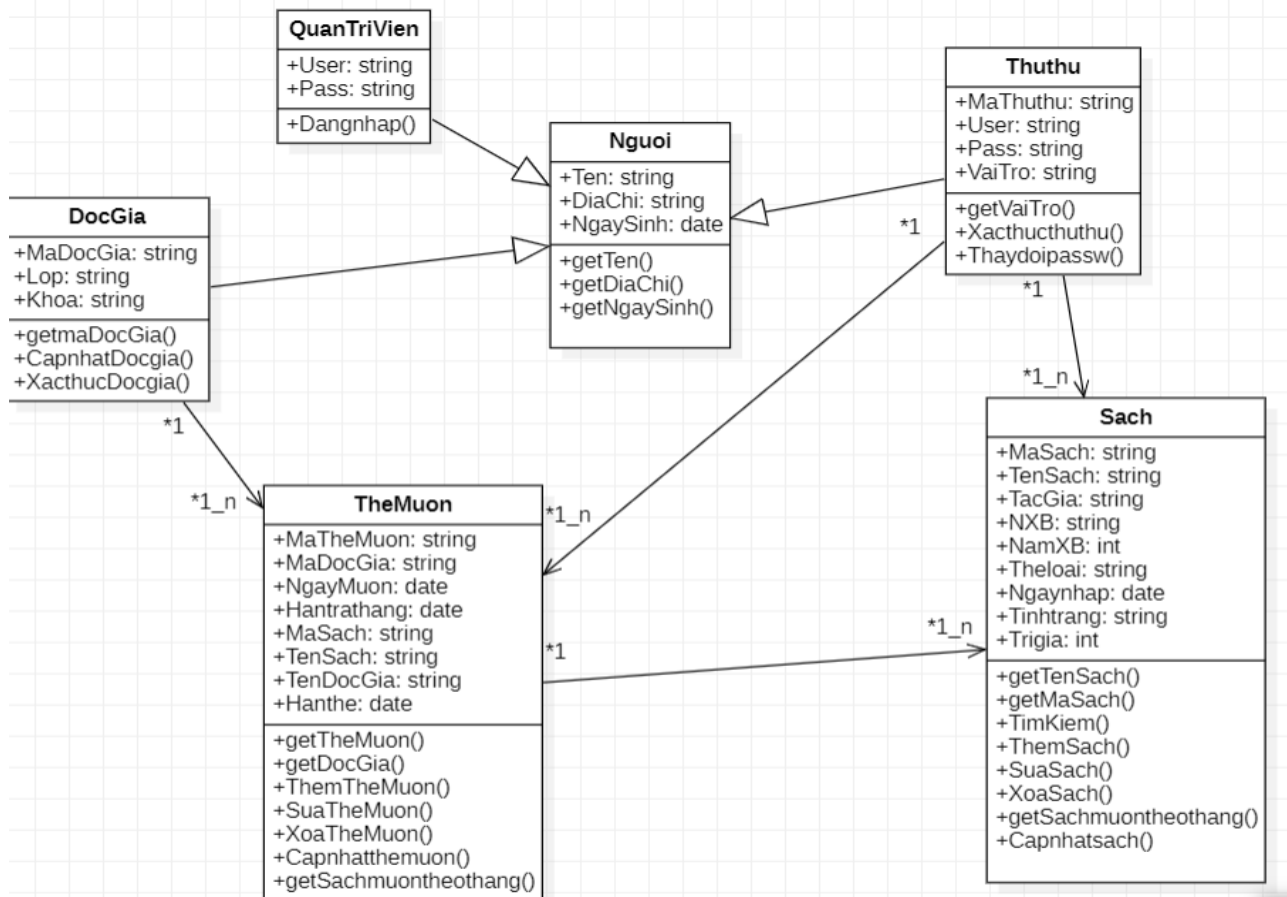 QuanTriVien
+User: string
+Pass: string
+Dangnhap()
Thuthu
+MaThuthu: string
+User: string
+Pass: string
+VaiTro: string
+getVaiTro()
+Xacthucthuthu()
+Thaydoipassw()
Nguoi
+Ten: string
+DiaChi: string
+NgaySinh: date
+getTen()
+getDiaChi()
+getNgaySinh()
DocGia
+MaDocGia: string
+Lop: string
+Khoa: string
+getmaDocGia()
+CapnhatDocgia()
+XacthucDocgia()
*1
*1
*1_n
*1
*1_n
*1_n
*1
*1_n
TheMuon
+MaTheMuon: string
+MaDocGia: string
+NgayMuon: date
+Hantrathang: date
+MaSach: string
+TenSach: string
+TenDocGia: string
+Hanthe: date
+getTheMuon()
+getDocGia()
+ThemTheMuon()
+SuaTheMuon()
+XoaTheMuon()
+Capnhatthemuon()
+getSachmuontheothang()
Sach
+MaSach: string
+TenSach: string
+TacGia: string
+NXB: string
+NamXB: int
+Theloai: string
+Ngaynhap: date
+Tinhtrang: string
+Trigia: int
+getTenSach()
+getMaSach()
+TimKiem()
+ThemSach()
+SuaSach()
+XoaSach()
+getSachmuontheothang()
+Capnhatsach()